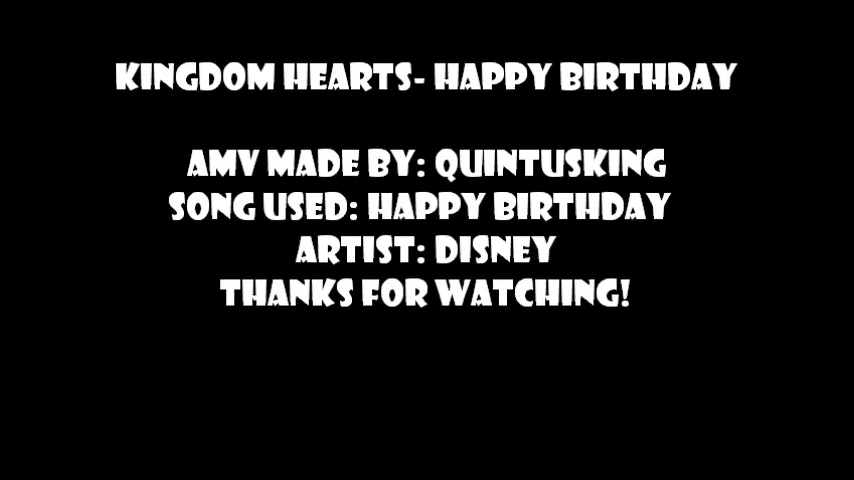 KINGDOM HEARTS- HAPPY BIRTHDAY
AMV MADE BY: QUINTUSKING
SONG USED: HAPPY BIRTHDAY
ARTIST: DISNEY
THANKS FOR WATCHING!